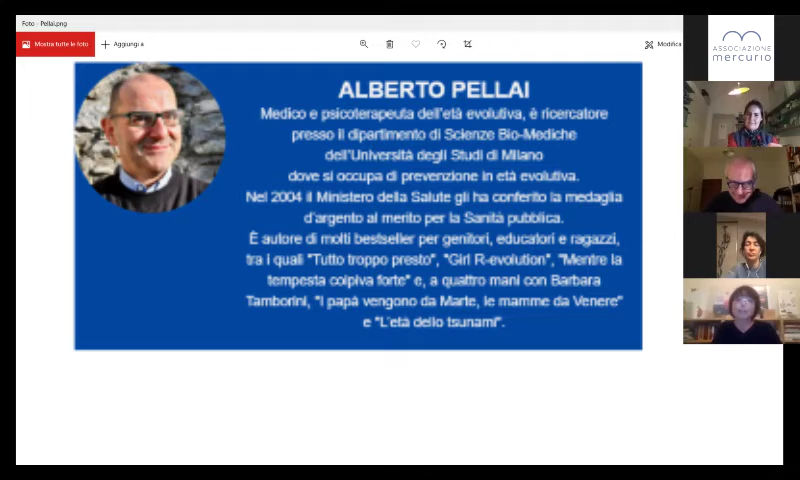 Foto - Pellai.png
Mostra tutte le foto
Aggiungi a
Modifica
ASSOCIAZIONE
mercurio
ALBERTO PELLAI
Medico e psicoterapeuta dell'età evolutiva, è ricercatore
presso il dipartimento di Scienze Bio-Mediche
dell'Università degli Studi di Milano
dove si occupa di prevenzione in età evolutiva.
Nel 2004 il Ministero della Salute gli ha conferito la medaglia
d'argento al merito per la Sanità pubblica.
È autore di molti bestseller per genitori, educatori e ragazzi,
tra i quali "Tutto troppo presto", "Girl R-evolution", "Mentre la
tempesta colpiva forte" e, a quattro mani con Barbara
Tamborini, "I papà vengono da Marte, le mamme da Venere"
e "L'età dello tsunami".